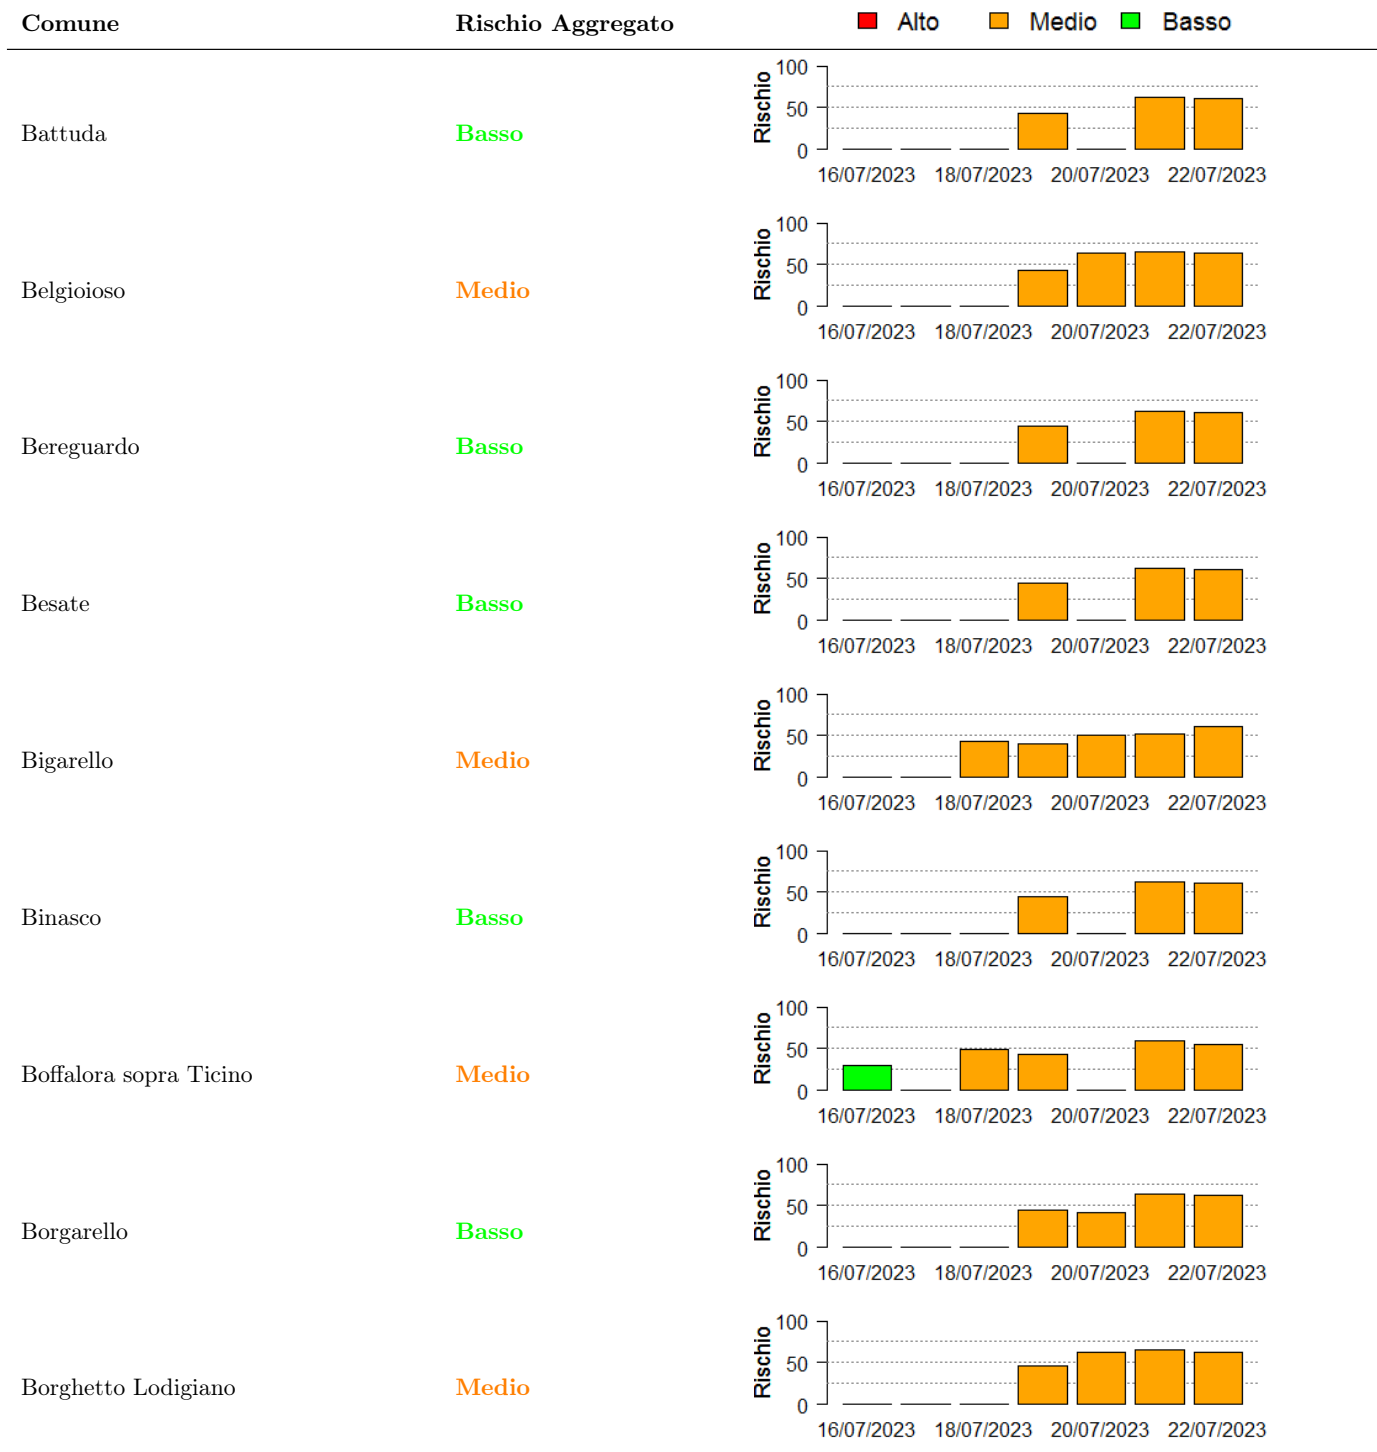 Comune Rischio Aggregato Alto Medio Basso
Battuda Basso
Rischio
100
50
0
16/07/2023 18/07/2023 20/07/2023 22/07/2023
Belgioioso Medio
Rischio
100
50
0
16/07/2023 18/07/2023 20/07/2023 22/07/2023
Bereguardo Basso
Rischio
100
50
0
16/07/2023 18/07/2023 20/07/2023 22/07/2023
Besate Basso
Rischio
100
50
0
16/07/2023 18/07/2023 20/07/2023 22/07/2023
Bigarello Medio
Rischio
100
50
0
16/07/2023 18/07/2023 20/07/2023 22/07/2023
Binasco Basso
Rischio
100
50
0
16/07/2023 18/07/2023 20/07/2023 22/07/2023
Boffalora sopra Ticino Medio
Rischio
100
50
0
16/07/2023 18/07/2023 20/07/2023 22/07/2023
Borgarello Basso
Rischio
100
50
0
16/07/2023 18/07/2023 20/07/2023 22/07/2023
Borghetto Lodigiano Medio
Rischio
100
50
0
16/07/2023 18/07/2023 20/07/2023 22/07/2023